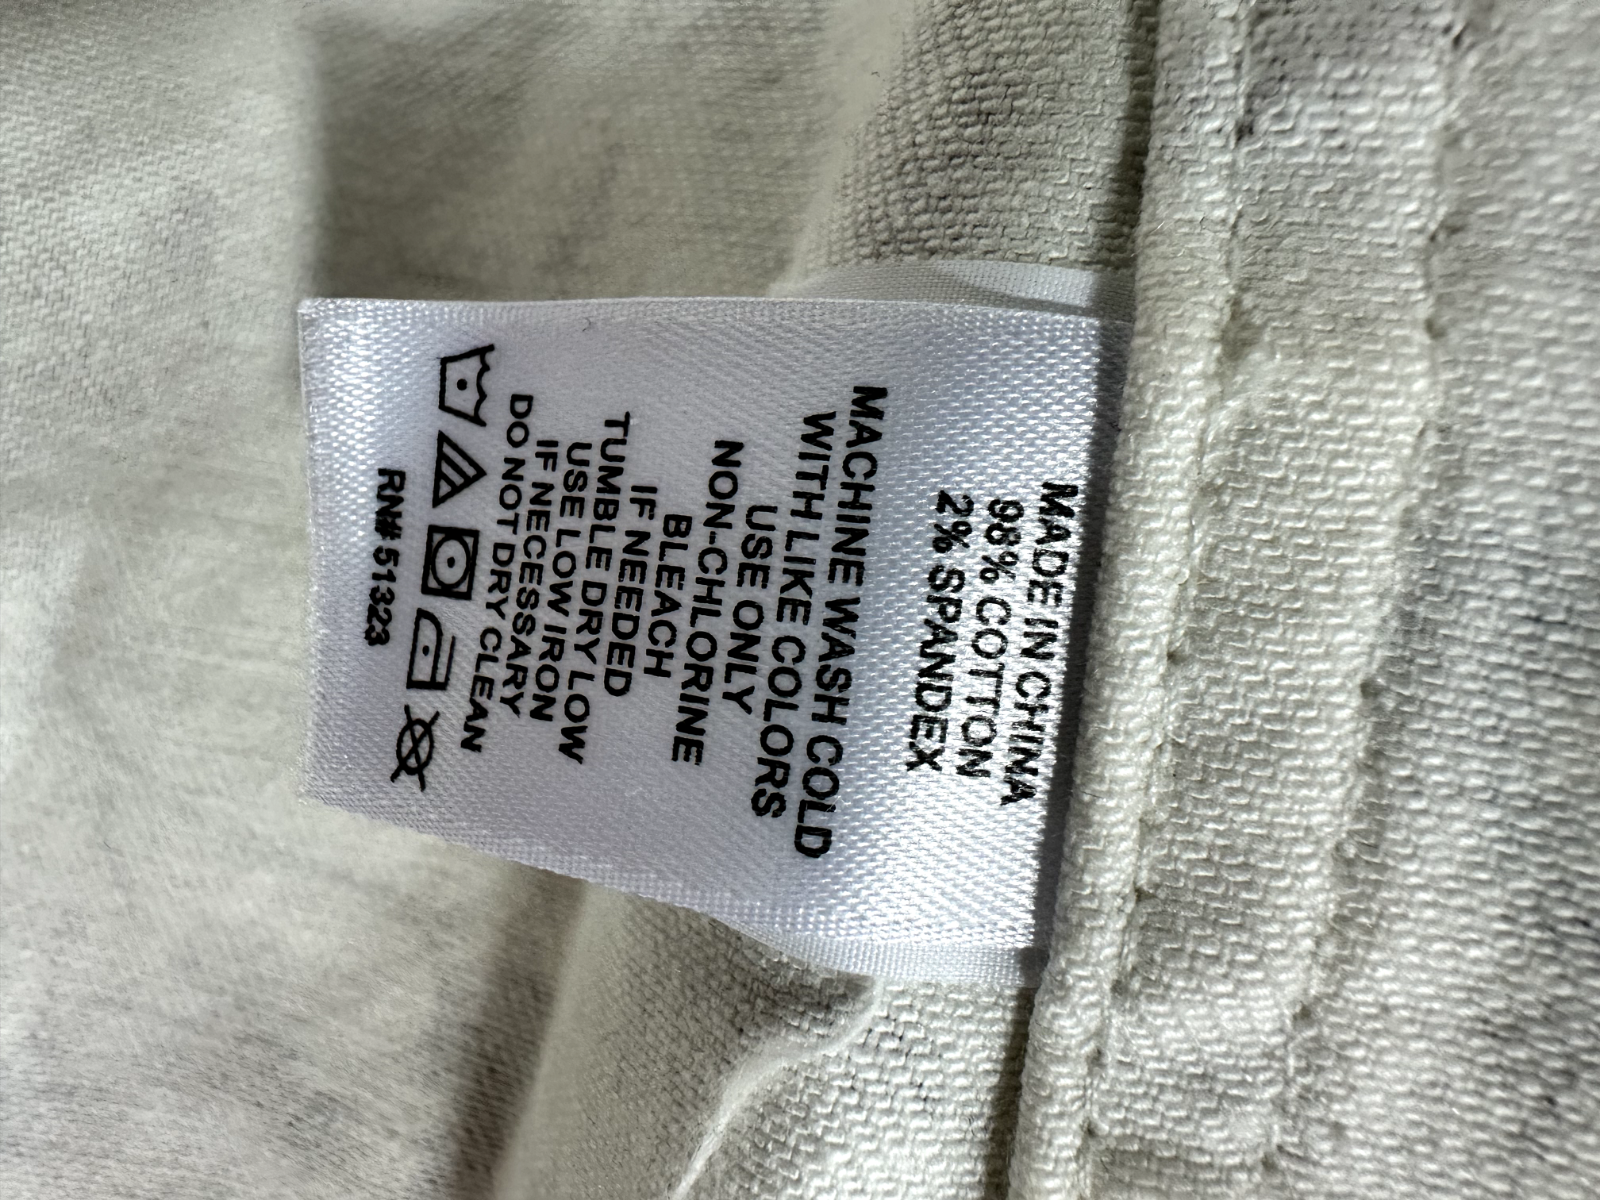 MADE IN CHINA
98% COTTON
2% SPANDEX
MACHINE WASH COLD
WITH LIKE COLORS
USE ONLY
NON-CHLORINE
BLEACH
IF NEEDED
TUMBLE DRY LOW
USE LOW IRON
IF NECESSARY
DO NOT DRY CLEAN
RN# 51323